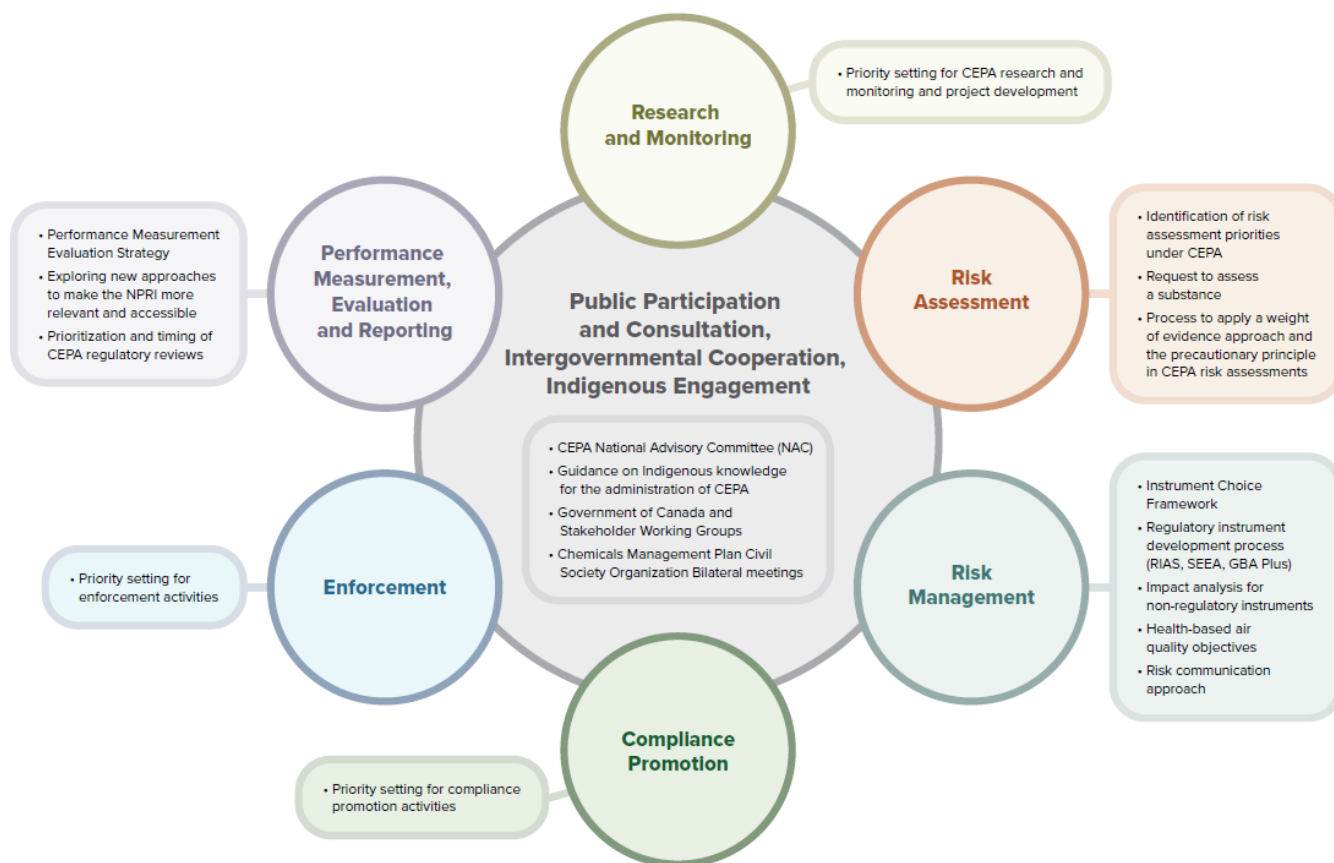 Research
and Monitoring
• Priority setting for CEPA research and
monitoring and project development
Risk
Assessment
• Identification of risk
assessment priorities
under CEPA
• Request to assess
a substance
• Process to apply a weight
of evidence approach and
the precautionary principle
in CEPA risk assessments
Risk
Management
• Instrument Choice
Framework
• Regulatory instrument
development process
(RIAS, SEEA, GBA Plus)
• Impact analysis for
non-regulatory instruments
• Health-based air
quality objectives
• Risk communication
approach
Compliance
Promotion
• Priority setting for compliance
promotion activities
Enforcement
• Priority setting for
enforcement activities
Performance
Measurement,
Evaluation
and Reporting
• Performance Measurement
Evaluation Strategy
• Exploring new approaches
to make the NPRI more
relevant and accessible
• Prioritization and timing of
CEPA regulatory reviews
Public Participation
and Consultation,
Intergovernmental Cooperation,
Indigenous Engagement
• CEPA National Advisory Committee (NAC)
• Guidance on Indigenous knowledge
for the administration of CEPA
• Government of Canada and
Stakeholder Working Groups
• Chemicals Management Plan Civil
Society Organization Bilateral meetings